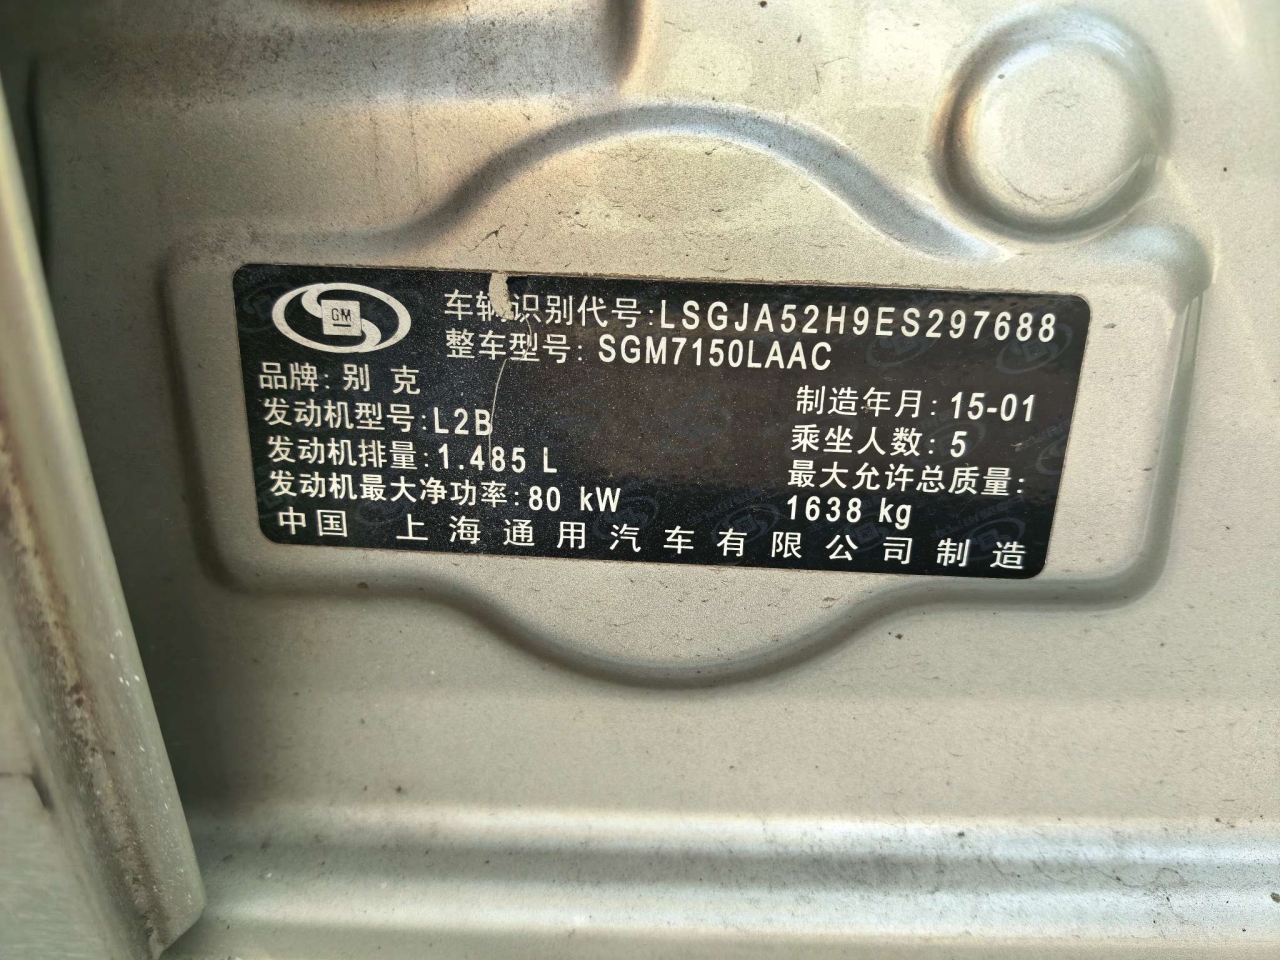 GM
车辆识别代号:LSGJA52H9ES297688
整车型号: SGM7150LAAC
品牌: 别 克
制造年月: 15-01
发动机型号:L2B
乘坐人数: 5
发动机排量:1.485 L
最大允许总质量:
发动机最大净功率:80 kW
1638 kg
中国 上海通用汽车有限公司制造